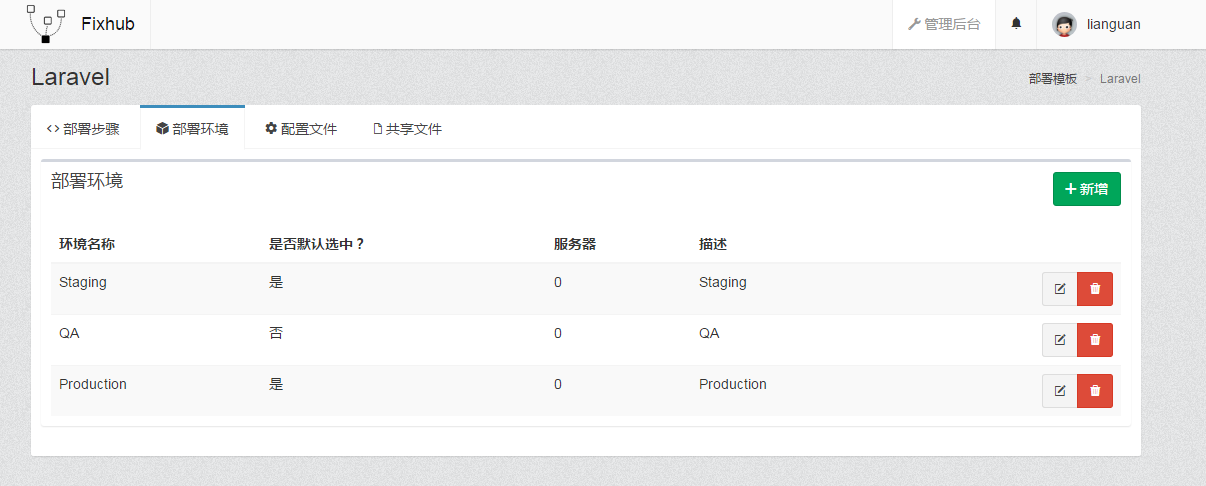 Fixhub
管理后台
lianguan
Laravel
部署模板 > Laravel
部署步骤 部署环境 配置文件 共享文件
部署环境
新增
环境名称 是否默认选中？ 服务器 描述
Staging 是 0 Staging
QA 否 0 QA
Production 是 0 Production